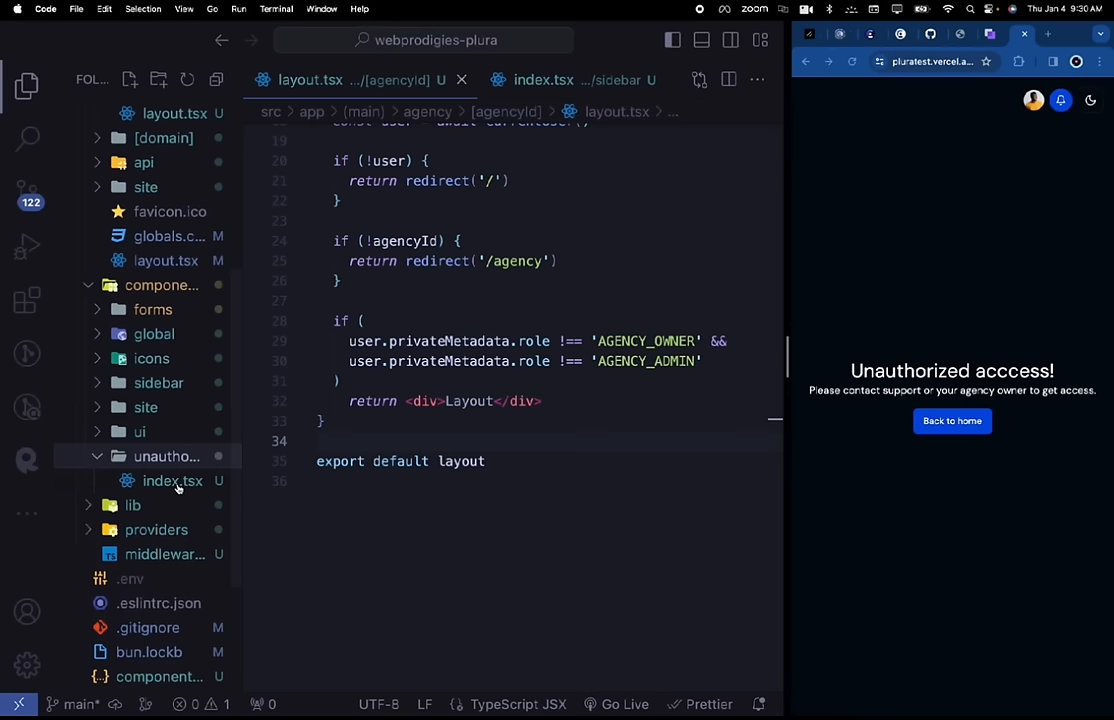 Code File Edit Selection View Go Run Terminal Window Help zoom Thu Jan 4 9:30 AM
webprodigies-plura
pluratest.vercel.a...
FOL... layout.tsx .../[agencyId] U index.tsx .../sidebar U
src > app > (main) > agency > [agencyId] > layout.tsx > ...
layout.tsx U
[domain]
api
site
favicon.ico
globals.c... M
layout.tsx M
compone...
forms
global
icons
sidebar
site
ui
unautho...
index.tsx U
lib
providers
middlewar... U
.env
.eslintrc.json
.gitignore M
bun.lockb M
component... U
122
19
20 if (!user) {
21 return redirect('/')
22 }
23
24 if (!agencyId) {
25 return redirect('/agency')
26 }
27
28 if (
29 user.privateMetadata.role !== 'AGENCY_OWNER' &&
30 user.privateMetadata.role !== 'AGENCY_ADMIN'
31 )
32 return <div>Layout</div>
33 }
34
35 export default layout
36
Unauthorized acccess!
Please contact support or your agency owner to get access.
Back to home
main* 0 1 0 UTF-8 LF TypeScript JSX Go Live Prettier